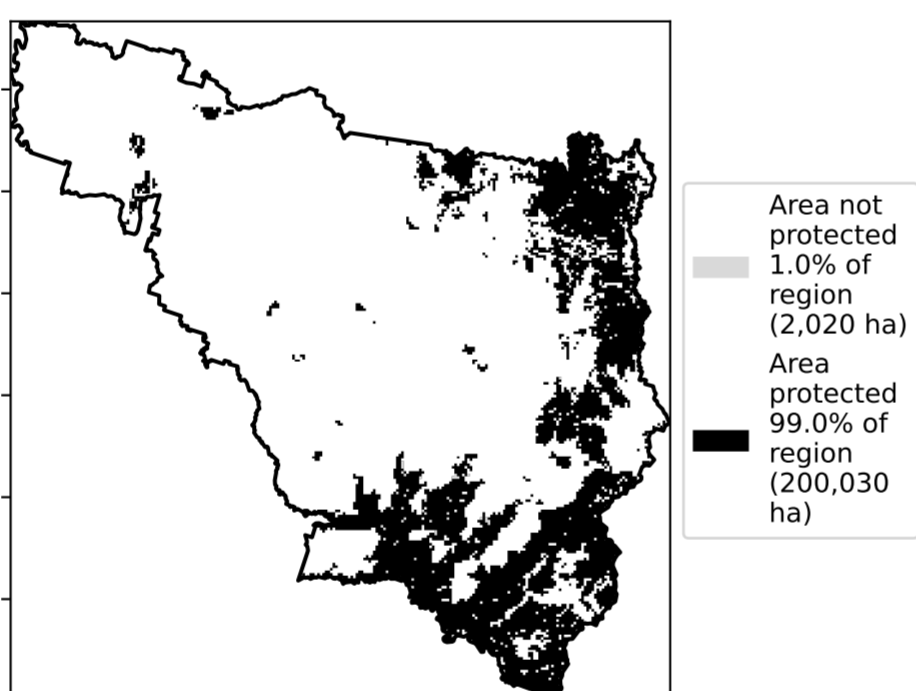 Area not
protected
1.0% of
region
(2,020 ha)
Area
protected
99.0% of
region
(200,030
ha)